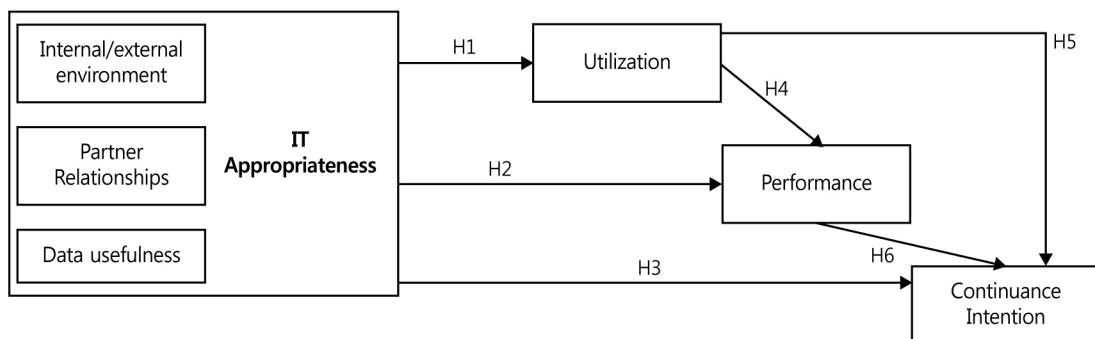 Internal/external
environment
Partner
Relationships
Data usefulness
IT
Appropriateness
H1
Utilization
H5
H4
H2
Performance
H3
H6
Continuance
Intention